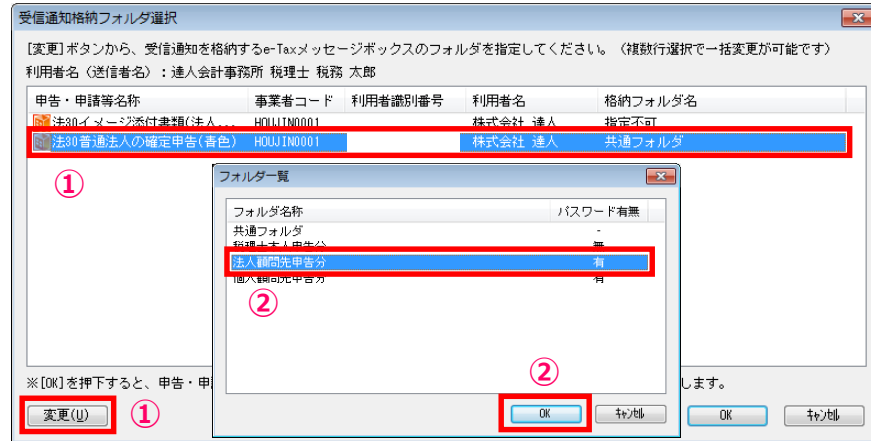 受信通知格納フォルダ選択
[変更]ボタンから、受信通知を格納するe-Taxメッセージボックスのフォルダを指定してください。（複数行選択で一括変更が可能です）
利用者名（送信者名）：達人会計事務所 税理士 税務 太郎
申告・申請等名称 事業者コード 利用者識別番号 利用者名 格納フォルダ名
法30イメージ添付書類(法人... HOUJIN0001 株式会社 達人 指定不可
法30普通法人の確定申告(青色) HOUJIN0001 株式会社 達人 共通フォルダ
①
フォルダ一覧
フォルダ名称 パスワード有無
共通フォルダ -
税理士本人申告分 無
法人顧問先申告分 有
個人顧問先申告分 有
②
②
OK キャンセル
※[OK]を押下すると、申告・申 します。
変更(U) ① OK キャンセル